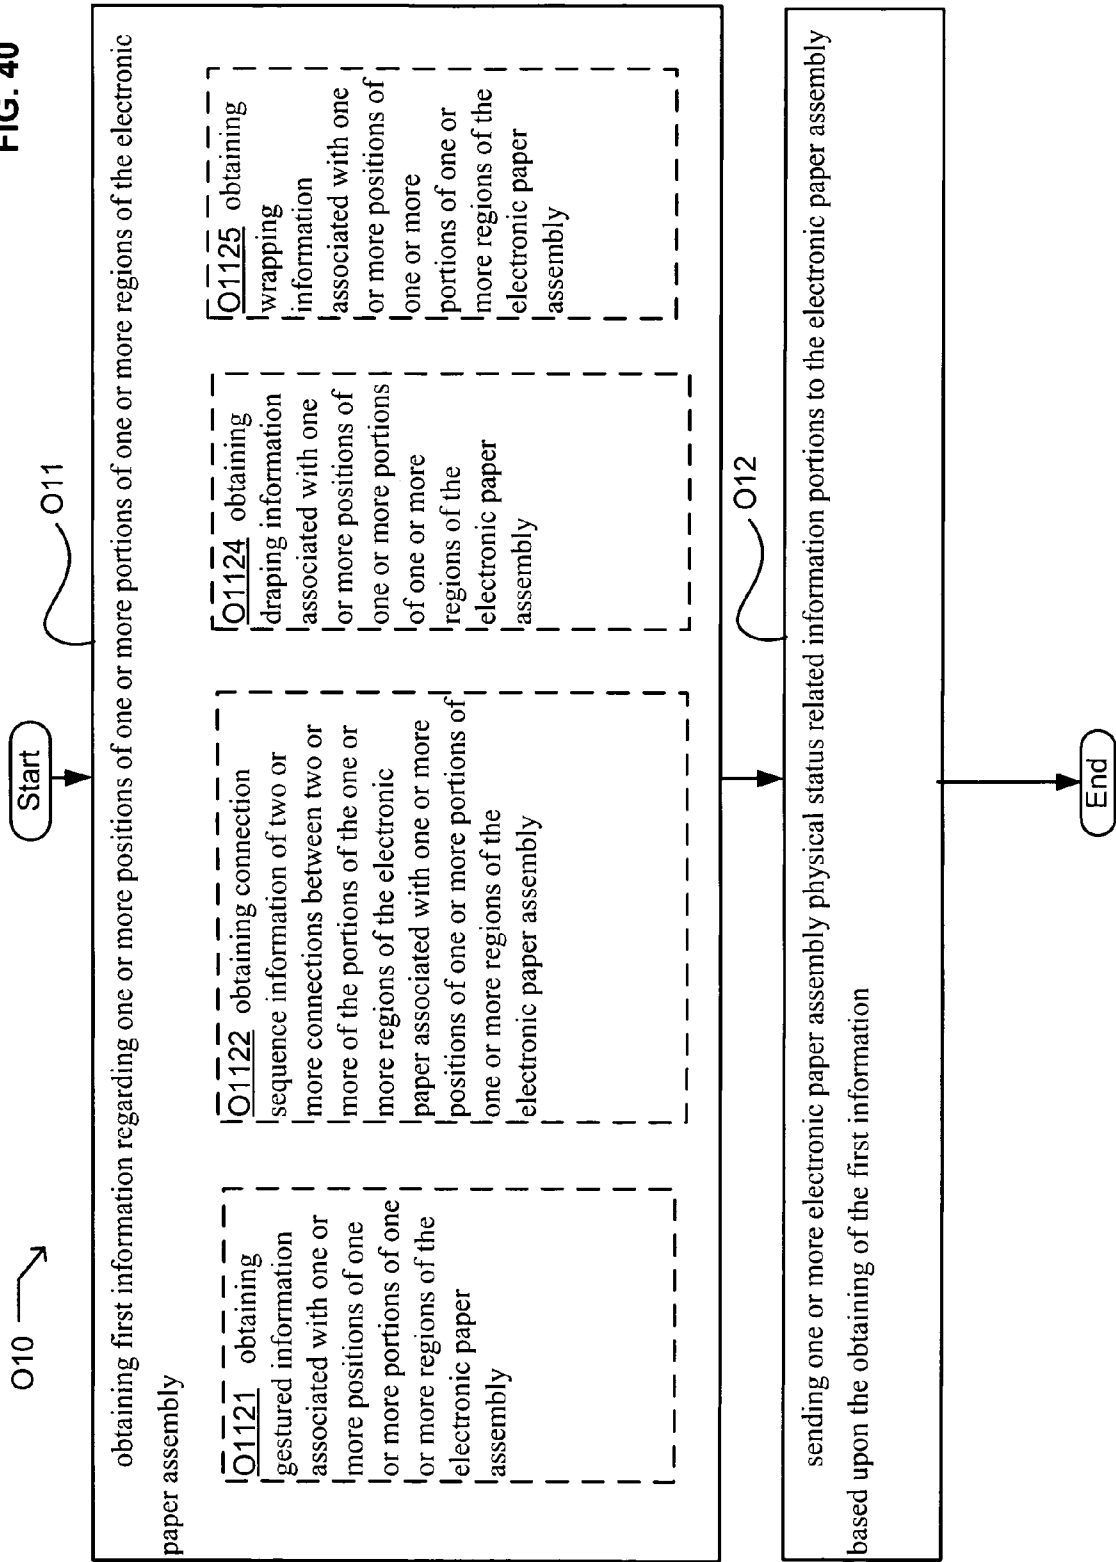 FIG. 40
O10
Start
O11
obtaining first information regarding one or more positions of one or more portions of one or more regions of the electronic
paper assembly
O1121 obtaining
gestured information
associated with one or
more positions of one
or more portions of one
or more regions of the
electronic paper
assembly
O1122 obtaining connection
sequence information of two or
more connections between two or
more of the portions of the one or
more regions of the electronic
paper associated with one or more
positions of one or more portions of
one or more regions of the
electronic paper assembly
O1124 obtaining
draping information
associated with one
or more positions of
one or more portions
of one or more
regions of the
electronic paper
assembly
O1125 obtaining
wrapping
information
associated with one
or more positions of
one or more
portions of one or
more regions of the
electronic paper
assembly
O12
sending one or more electronic paper assembly physical status related information portions to the electronic paper assembly
based upon the obtaining of the first information
End